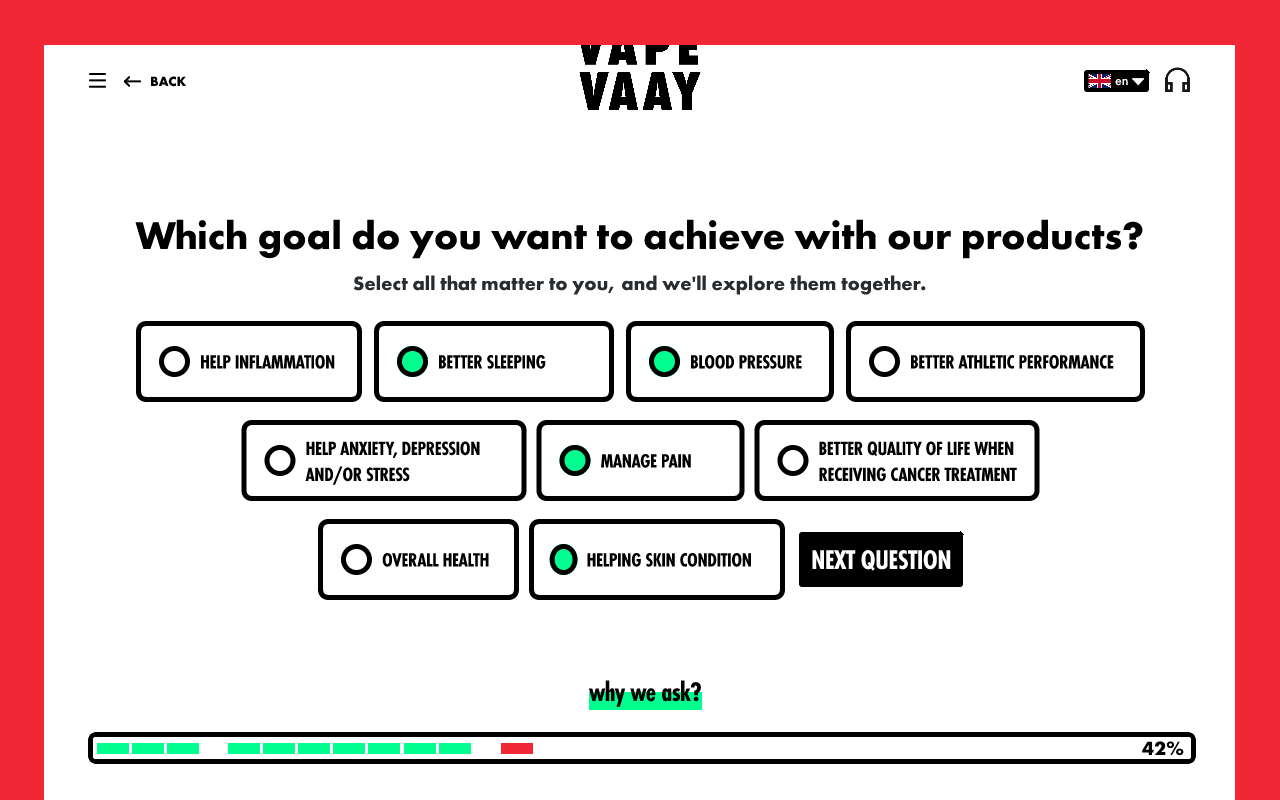 VAPE
VAAY
BACK
en
Which goal do you want to achieve with our products?
Select all that matter to you, and we'll explore them together.
HELP INFLAMMATION
BETTER SLEEPING
BLOOD PRESSURE
BETTER ATHLETIC PERFORMANCE
HELP ANXIETY, DEPRESSION
AND/OR STRESS
MANAGE PAIN
BETTER QUALITY OF LIFE WHEN
RECEIVING CANCER TREATMENT
OVERALL HEALTH
HELPING SKIN CONDITION
NEXT QUESTION
why we ask?
42%